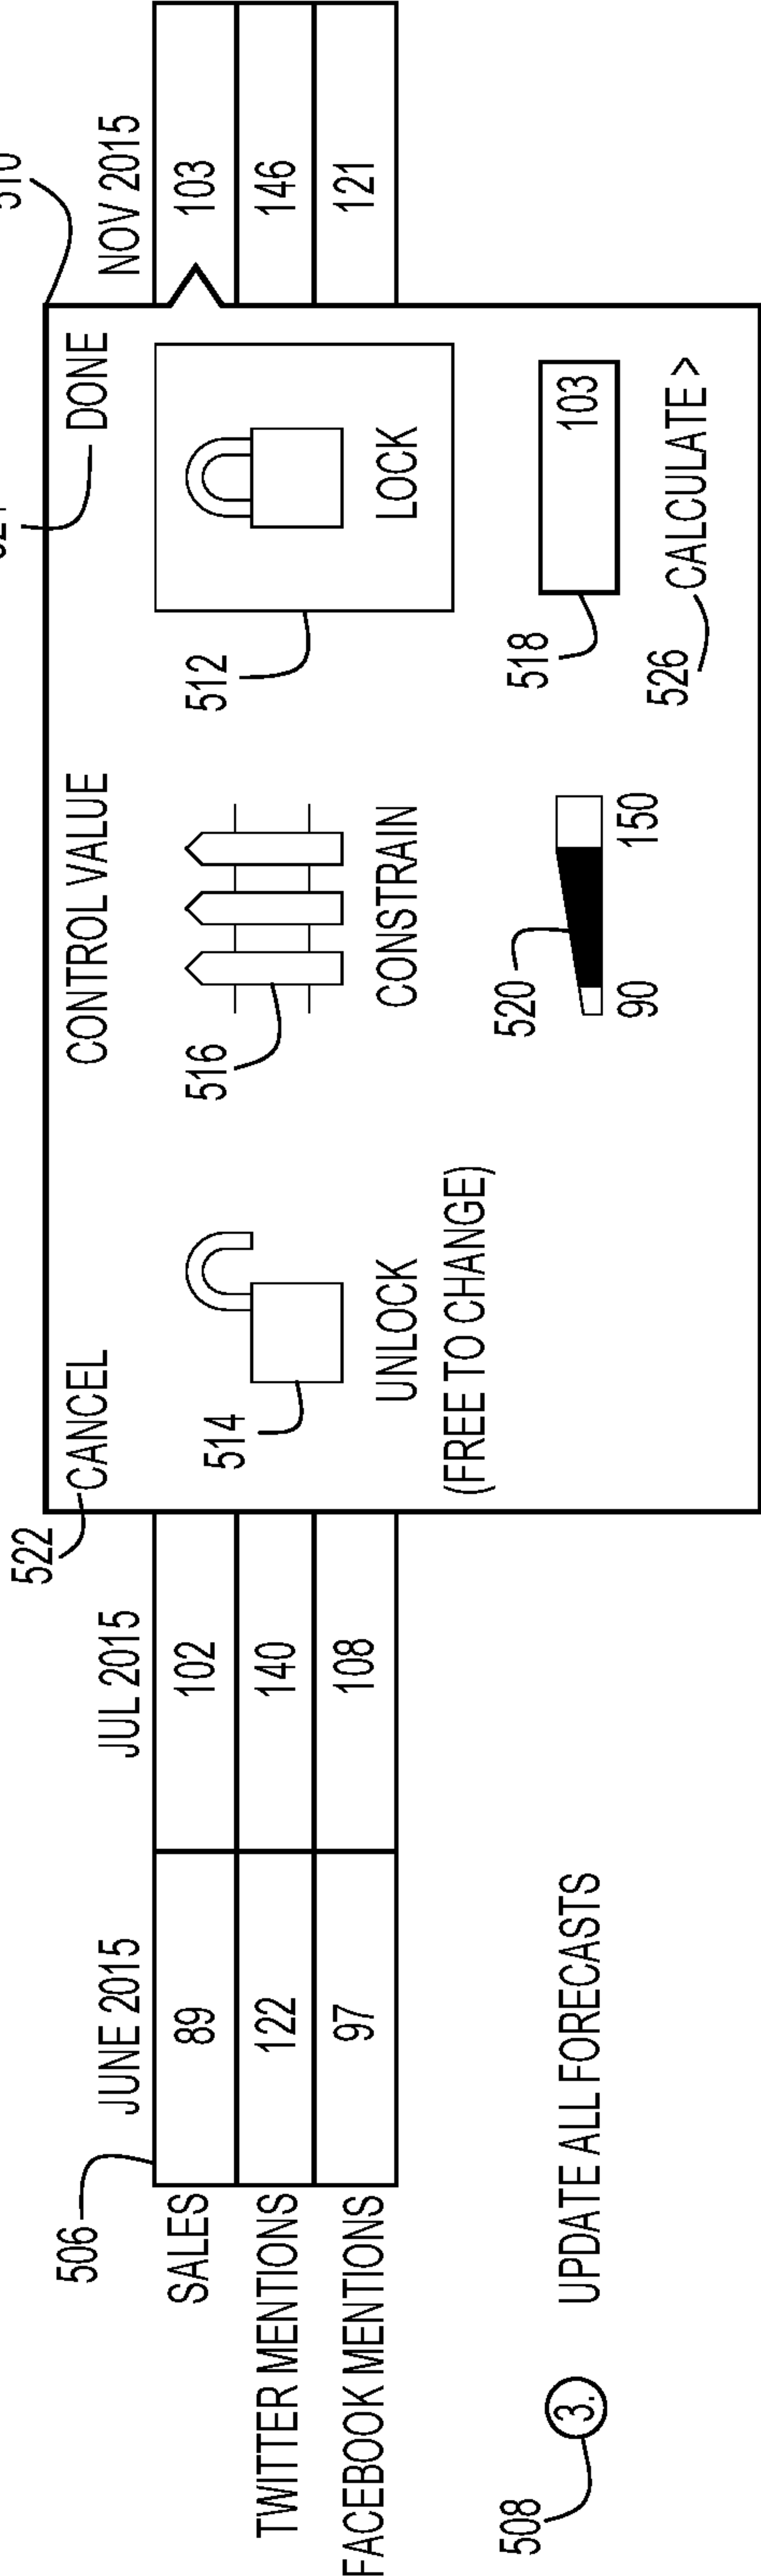 JUNE 2015 JUL 2015 NOV 2015
506
SALES 89 102 103
TWITTER MENTIONS 122 140 146
FACEBOOK MENTIONS 97 108 121
522
CANCEL CONTROL VALUE DONE
514 516 512
UNLOCK CONSTRAIN LOCK
(FREE TO CHANGE)
520 518
103
90 150
526 CALCULATE >
508
3. UPDATE ALL FORECASTS